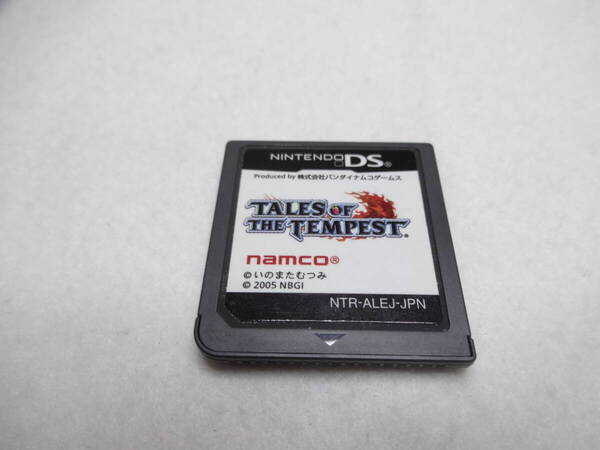 NINTENDO DS®
Produced by 株式会社バンダイナムコゲームス
TALES OF
THE TEMPEST®
namco®
©いのまたむつみ
© 2005 NBGI
NTR-ALEJ-JPN